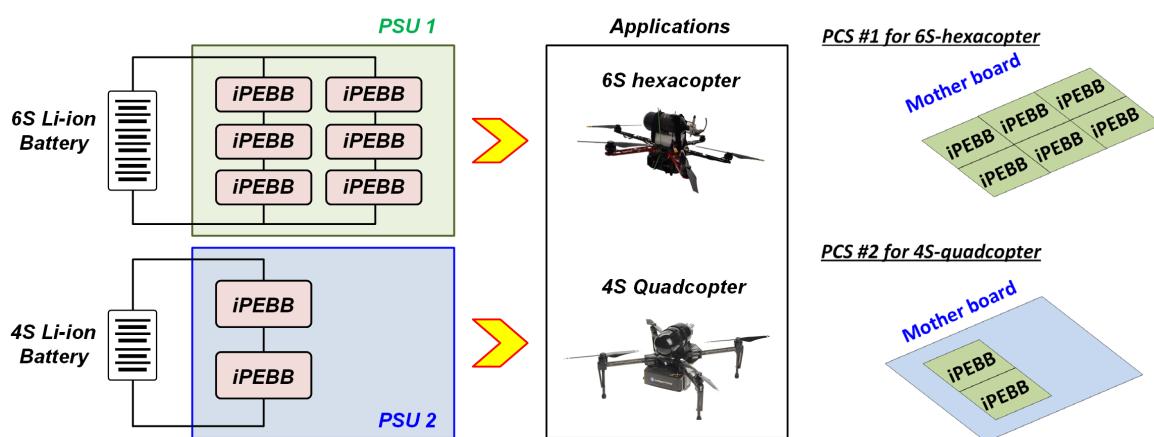 PSU 1
6S Li-ion
Battery
iPEBB
iPEBB
iPEBB
iPEBB
iPEBB
iPEBB
4S Li-ion
Battery
iPEBB
iPEBB
PSU 2
Applications
6S hexacopter
4S Quadcopter
PCS #1 for 6S-hexacopter
Mother board
iPEBB
iPEBB
iPEBB
iPEBB
iPEBB
iPEBB
PCS #2 for 4S-quadcopter
Mother board
iPEBB
iPEBB